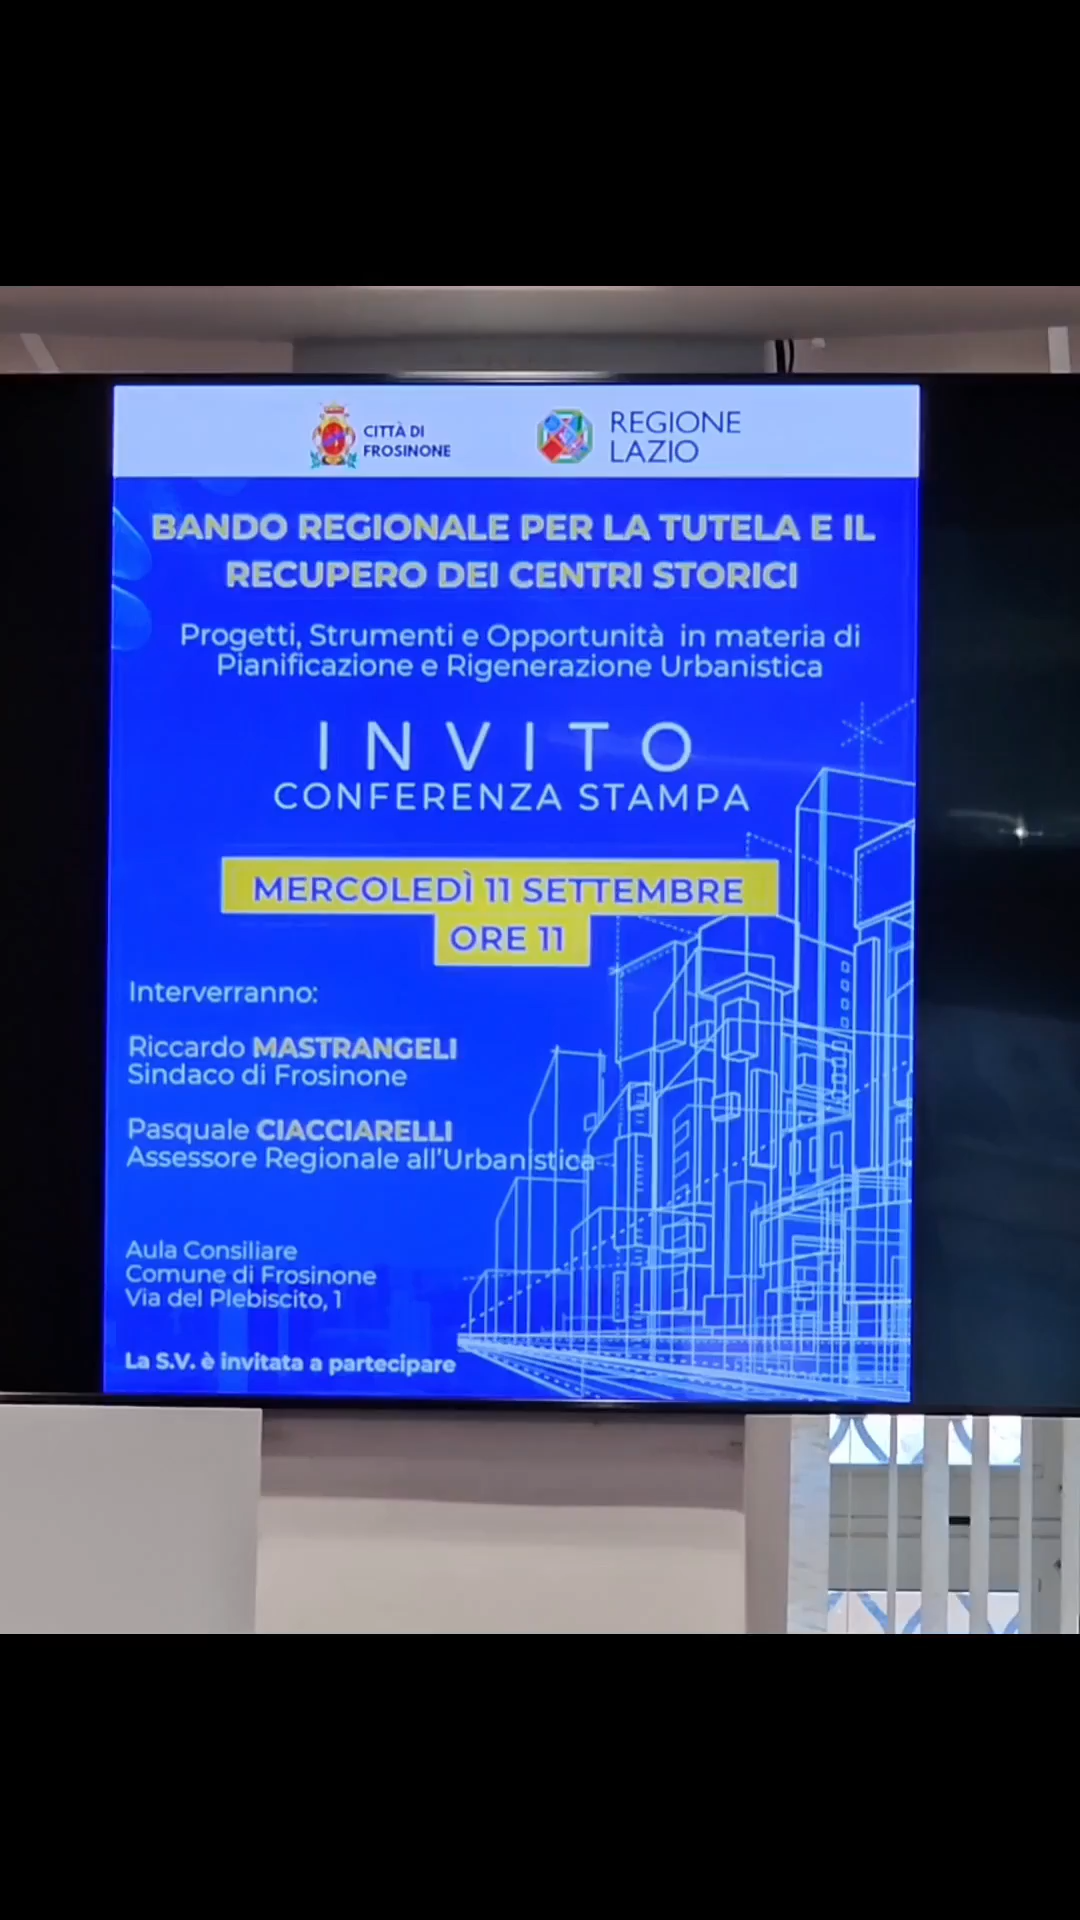 CITTÀ DI
FROSINONE
REGIONE
LAZIO
BANDO REGIONALE PER LA TUTELA E IL
RECUPERO DEI CENTRI STORICI
Progetti, Strumenti e Opportunità in materia di
Pianificazione e Rigenerazione Urbanistica
INVITO
CONFERENZA STAMPA
MERCOLEDÌ 11 SETTEMBRE
ORE 11
Interverranno:
Riccardo MASTRANGELI
Sindaco di Frosinone
Pasquale CIACCIARELLI
Assessore Regionale all'Urbanistica
Aula Consiliare
Comune di Frosinone
Via del Plebiscito, 1
La S.V. è invitata a partecipare